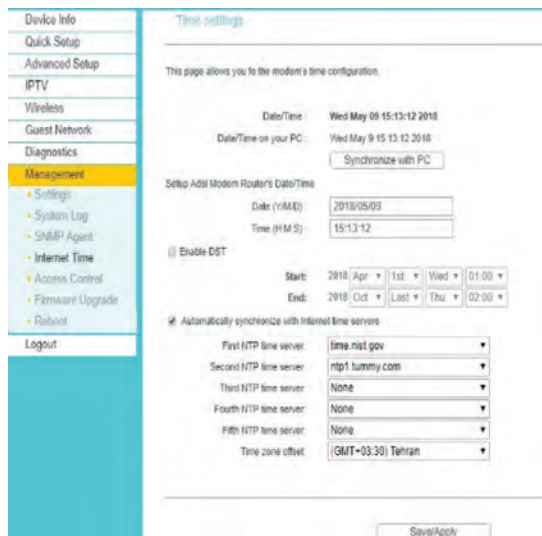 Device Info
Quick Setup
Advanced Setup
IPTV
Wireless
Guest Network
Diagnostics
Management
Settings
System Log
SNMP Agent
Internet Time
Access Control
Firmware Upgrade
Reboot
Logout
Time settings
This page allows you to the modem's time configuration.
Date/Time : Wed May 09 15:13:12 2018
Date/Time on your PC : Wed May 9 15:13:12 2018
Synchronize with PC
Setup Adsl Modem Router's Date/Time
Date (Y/M/D) : 2018/05/09
Time (H:M:S) : 15:13:12
Enable DST
Start: 2018 Apr 1st Wed 01:00
End: 2018 Oct Last Thu 02:00
Automatically synchronize with Internet time servers
First NTP time server: time.nist.gov
Second NTP time server: ntp1.tummy.com
Third NTP time server: None
Fourth NTP time server: None
Fifth NTP time server: None
Time zone offset: (GMT+03:30) Tehran
Save/Apply